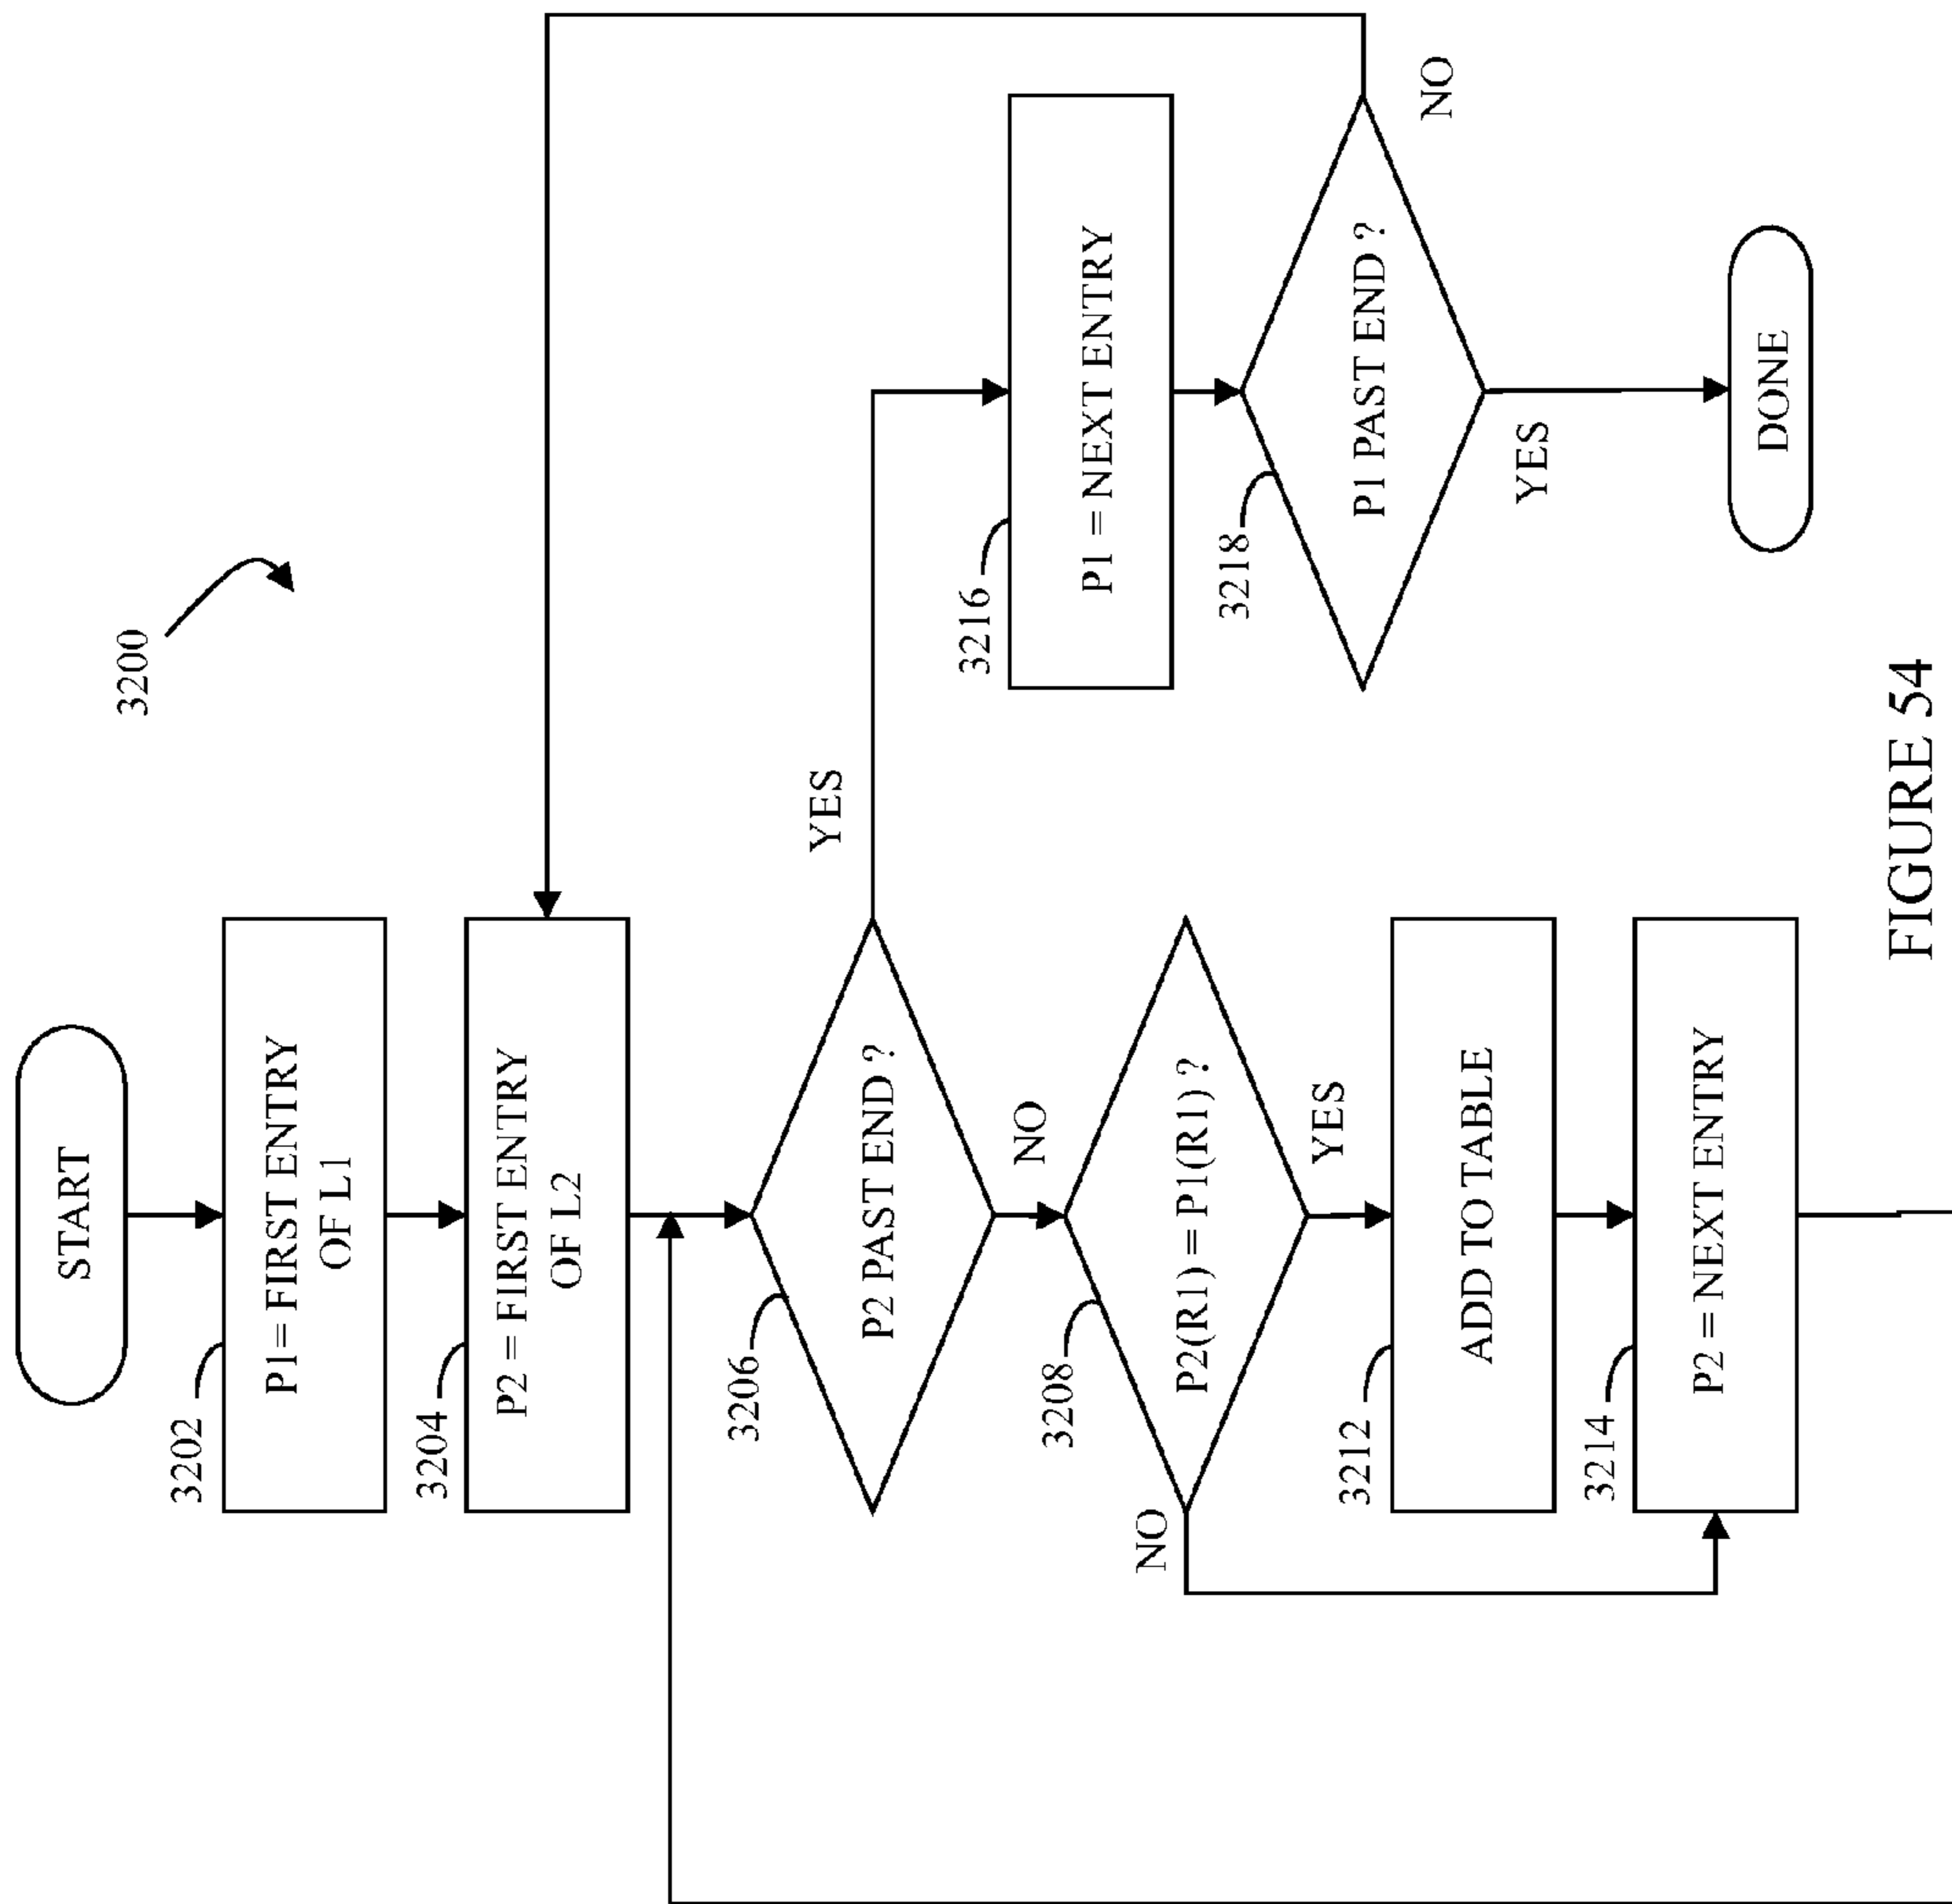 3200
START
3202
P1= FIRST ENTRY
OF L1
3204
P2 = FIRST ENTRY
OF L2
3206
P2 PAST END ?
YES
NO
3208
P2(R1) = P1(R1) ?
NO
YES
3212
ADD TO TABLE
3214
P2 = NEXT ENTRY
3216
P1 = NEXT ENTRY
3218
P1 PAST END ?
NO
YES
DONE
FIGURE 54